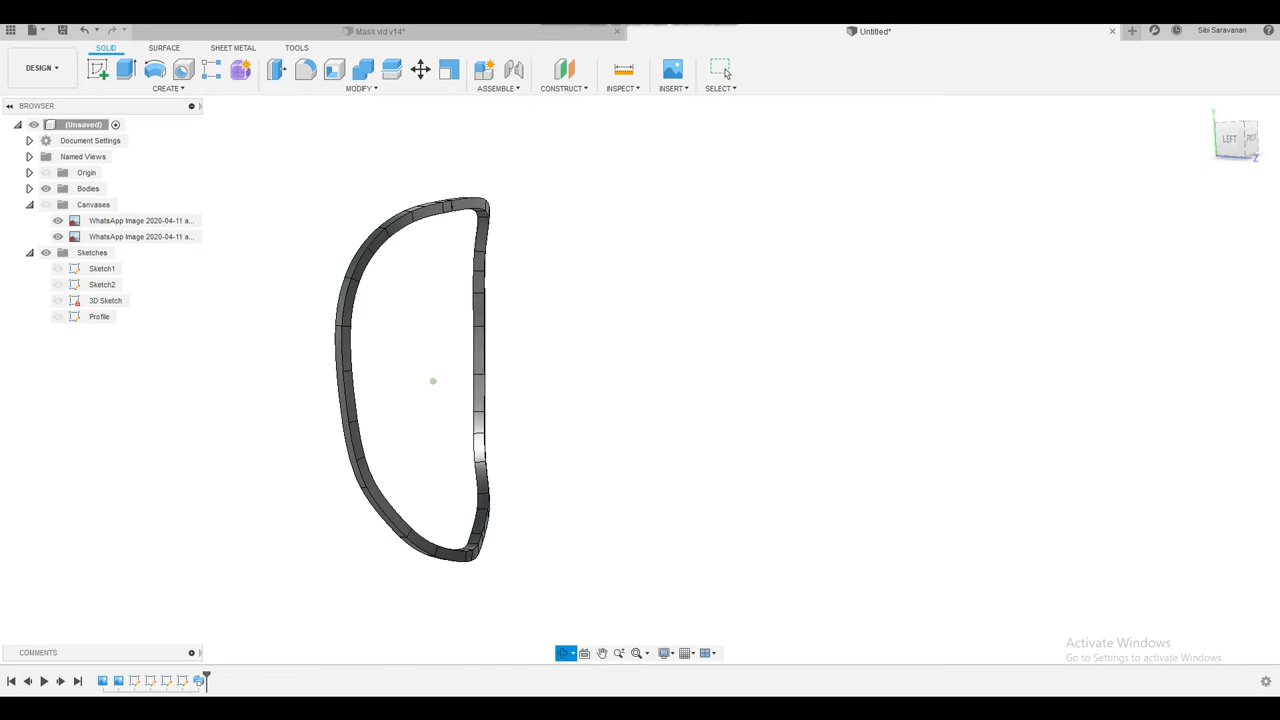 Mask vid v14*
Untitled*
Sibi Saravanan
SOLID
SURFACE
SHEET METAL
TOOLS
DESIGN
CREATE
MODIFY
ASSEMBLE
CONSTRUCT
INSPECT
INSERT
SELECT
BROWSER
(Unsaved)
Document Settings
Named Views
Origin
Bodies
Canvases
WhatsApp Image 2020-04-11 a...
WhatsApp Image 2020-04-11 a...
Sketches
Sketch1
Sketch2
3D Sketch
Profile
Y
LEFT
Z
COMMENTS
Activate Windows
Go to Settings to activate Windows.